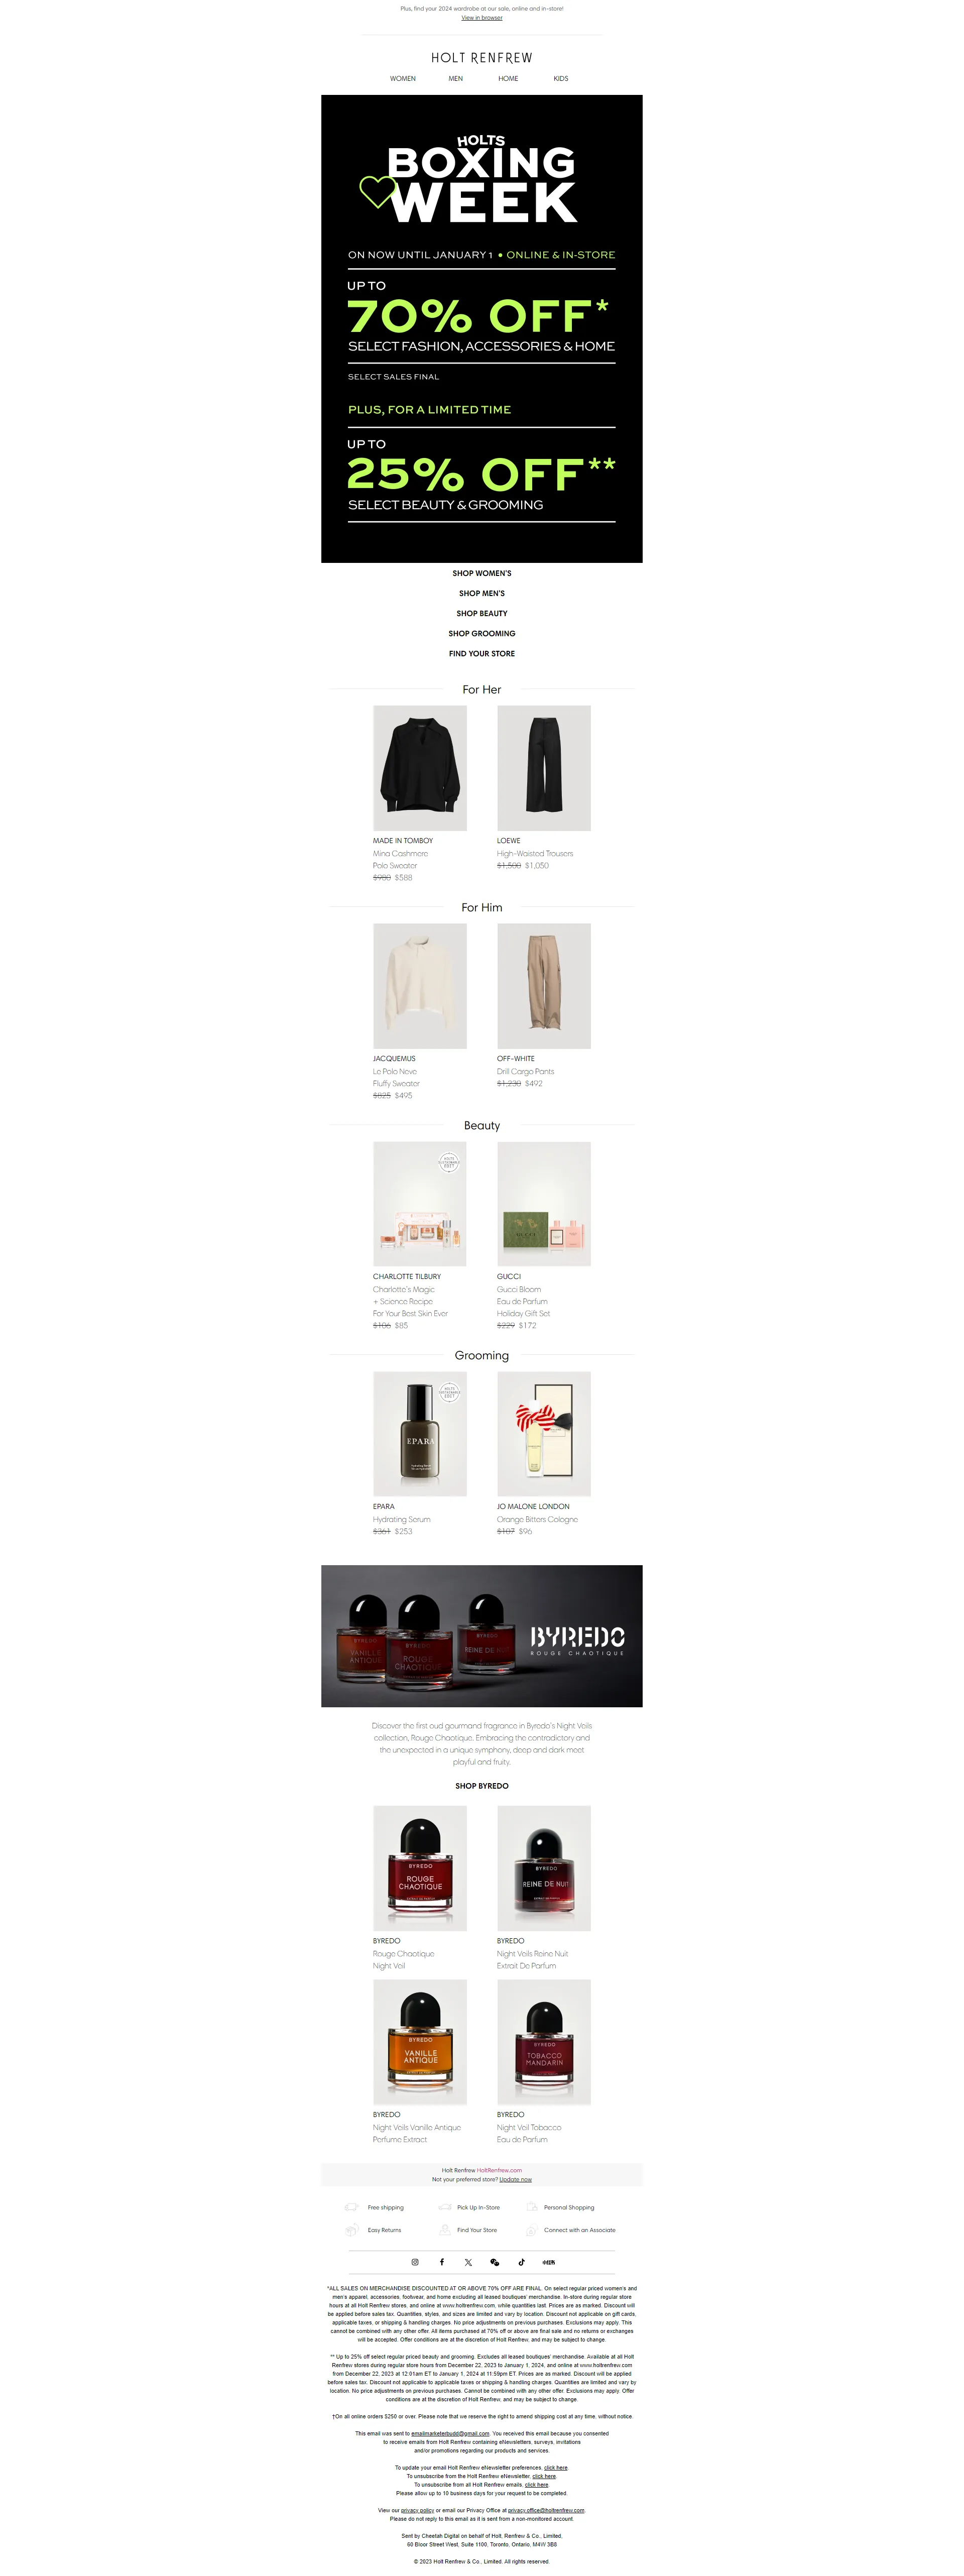 Plus, find your 2024 wardrobe at our sale, online and in-store!
View in browser
HOLT RENFREW
WOMEN MEN HOME KIDS
HOLTS
BOXING
WEEK
ON NOW UNTIL JANUARY 1 • ONLINE & IN-STORE
UP TO
70% OFF*
SELECT FASHION, ACCESSORIES & HOME
SELECT SALES FINAL
PLUS, FOR A LIMITED TIME
UP TO
25% OFF**
SELECT BEAUTY & GROOMING
SHOP WOMEN'S
SHOP MEN'S
SHOP BEAUTY
SHOP GROOMING
FIND YOUR STORE
For Her
MADE IN TOMBOY
Mina Cashmere
Polo Sweater
$980 $588
LOEWE
High-Waisted Trousers
$1,500 $1,050
For Him
JACQUEMUS
Le Polo Neve
Fluffy Sweater
$825 $495
OFF-WHITE
Drill Cargo Pants
$1,230 $492
Beauty
CHARLOTTE TILBURY
Charlotte's Magic
+ Science Recipe
For Your Best Skin Ever
$106 $85
GUCCI
Gucci Bloom
Eau de Parfum
Holiday Gift Set
$229 $172
Grooming
EPARA
EPARA
Hydrating Serum
$361 $253
JO MALONE LONDON
Orange Bitters Cologne
$107 $96
BYREDO
VANILLE
ANTIQUE
BYREDO
ROUGE
CHAOTIQUE
BYREDO
REINE DE NUIT
BYREDO
ROUGE CHAOTIQUE
Discover the first oud gourmand fragrance in Byredo's Night Veils
collection, Rouge Chaotique. Embracing the contradictory and
the unexpected in a unique symphony, deep and dark meet
playful and fruity.
SHOP BYREDO
BYREDO
ROUGE
CHAOTIQUE
EXTRAIT DE PARFUM
BYREDO
Rouge Chaotique
Night Veil
BYREDO
REINE DE NUIT
BYREDO
Night Veils Reine Nuit
Extrait De Parfum
BYREDO
VANILLE
ANTIQUE
BYREDO
Night Veils Vanille Antique
Perfume Extract
BYREDO
TOBACCO
MANDARIN
BYREDO
Night Veil Tobacco
Eau de Parfum
Holt Renfrew HoltRenfrew.com
Not your preferred store? Update now
Free shipping Pick Up In-Store Personal Shopping
Easy Returns Find Your Store Connect with an Associate
*ALL SALES ON MERCHANDISE DISCOUNTED AT OR ABOVE 70% OFF ARE FINAL. On select regular priced women's and
men's apparel, accessories, footwear, and home excluding all leased boutiques' merchandise. In-store during regular store
hours at all Holt Renfrew stores, and online at www.holtrenfrew.com, while quantities last. Prices are as marked. Discount will
be applied before sales tax. Quantities, styles, and sizes are limited and vary by location. Discount not applicable on gift cards,
applicable taxes, or shipping & handling charges. No price adjustments on previous purchases. Exclusions may apply. This
cannot be combined with any other offer. All items purchased at 70% off or above are final sale and no returns or exchanges
will be accepted. Offer conditions are at the discretion of Holt Renfrew, and may be subject to change.
** Up to 25% off select regular priced beauty and grooming. Excludes all leased boutiques' merchandise. Available at all Holt
Renfrew stores during regular store hours from December 22, 2023 to January 1, 2024, and online at www.holtrenfrew.com
from December 22, 2023 at 12:01am ET to January 1, 2024 at 11:59pm ET. Prices are as marked. Discount will be applied
before sales tax. Discount not applicable to applicable taxes or shipping & handling charges. Quantities are limited and vary by
location. No price adjustments on previous purchases. Cannot be combined with any other offer. Exclusions may apply. Offer
conditions are at the discretion of Holt Renfrew, and may be subject to change.
†On all online orders $250 or over. Please note that we reserve the right to amend shipping cost at any time, without notice.
This email was sent to emailmarketerbudd@gmail.com. You received this email because you consented
to receive emails from Holt Renfrew containing eNewsletters, surveys, invitations
and/or promotions regarding our products and services.
To update your email Holt Renfrew eNewsletter preferences, click here.
To unsubscribe from the Holt Renfrew eNewsletter, click here.
To unsubscribe from all Holt Renfrew emails, click here.
Please allow up to 10 business days for your request to be completed.
View our privacy policy or email our Privacy Office at privacy.office@holtrenfrew.com.
Please do not reply to this email as it is sent from a non-monitored account.
Sent by Cheetah Digital on behalf of Holt, Renfrew & Co., Limited,
60 Bloor Street West, Suite 1100, Toronto, Ontario, M4W 3B8
© 2023 Holt Renfrew & Co., Limited. All rights reserved.